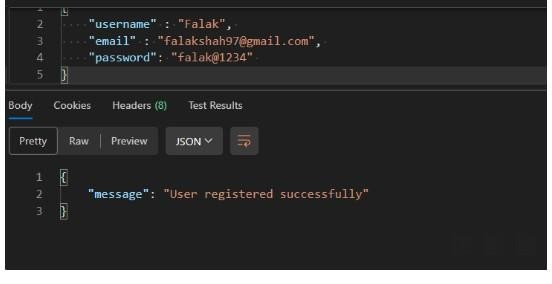 1 {
2 ····"username"·:·"Falak",·
3 ····"email"·:·"falakshah97@gmail.com",·
4 ····"password":·"falak@1234"·
5 }
Body Cookies Headers (8) Test Results
Pretty Raw Preview JSON
1 {
2 "message": "User registered successfully"
3 }